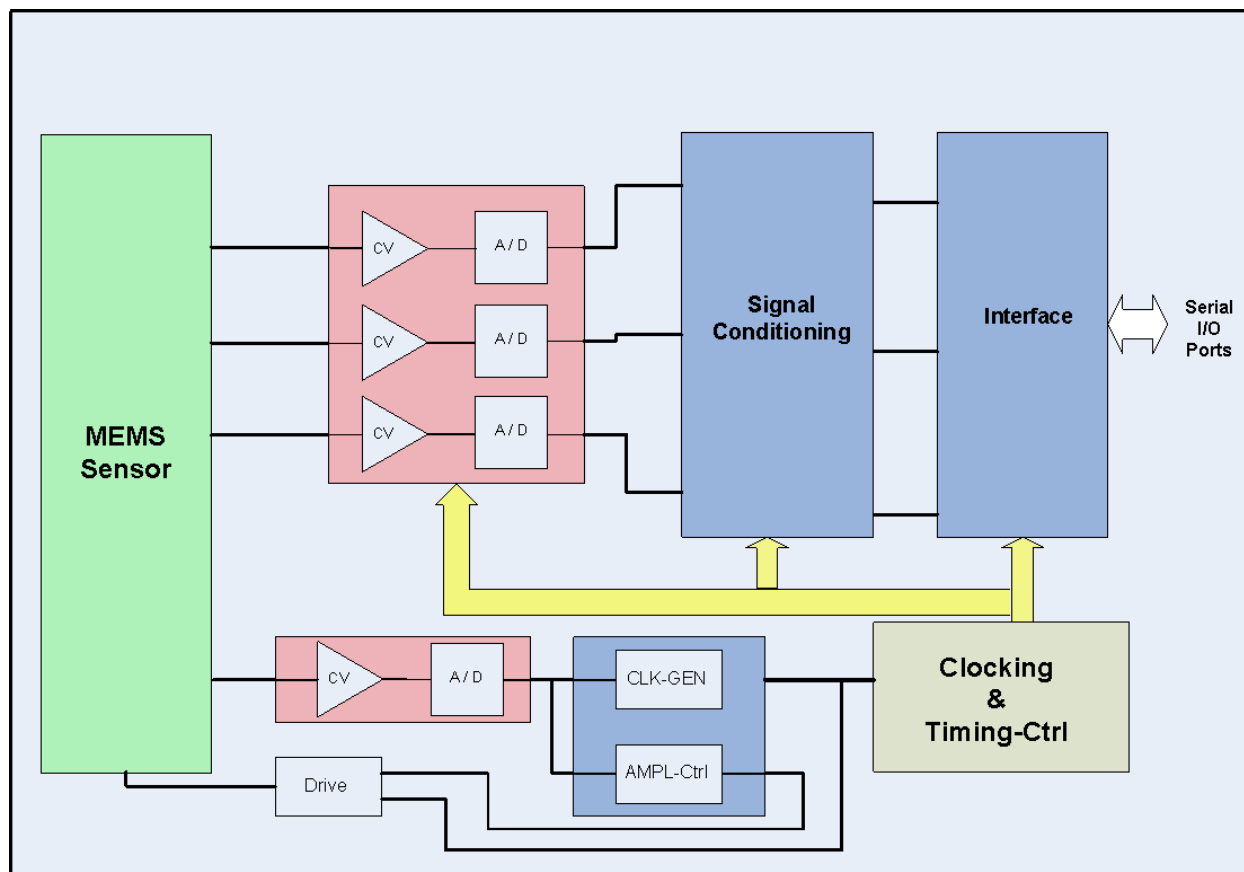 CV
A / D
CV
A / D
CV
A / D
Signal
Conditioning
Interface
Serial
I/O
Ports
MEMS
Sensor
CV
A / D
CLK-GEN
Clocking
&
Timing-Ctrl
Drive
AMPL-Ctrl